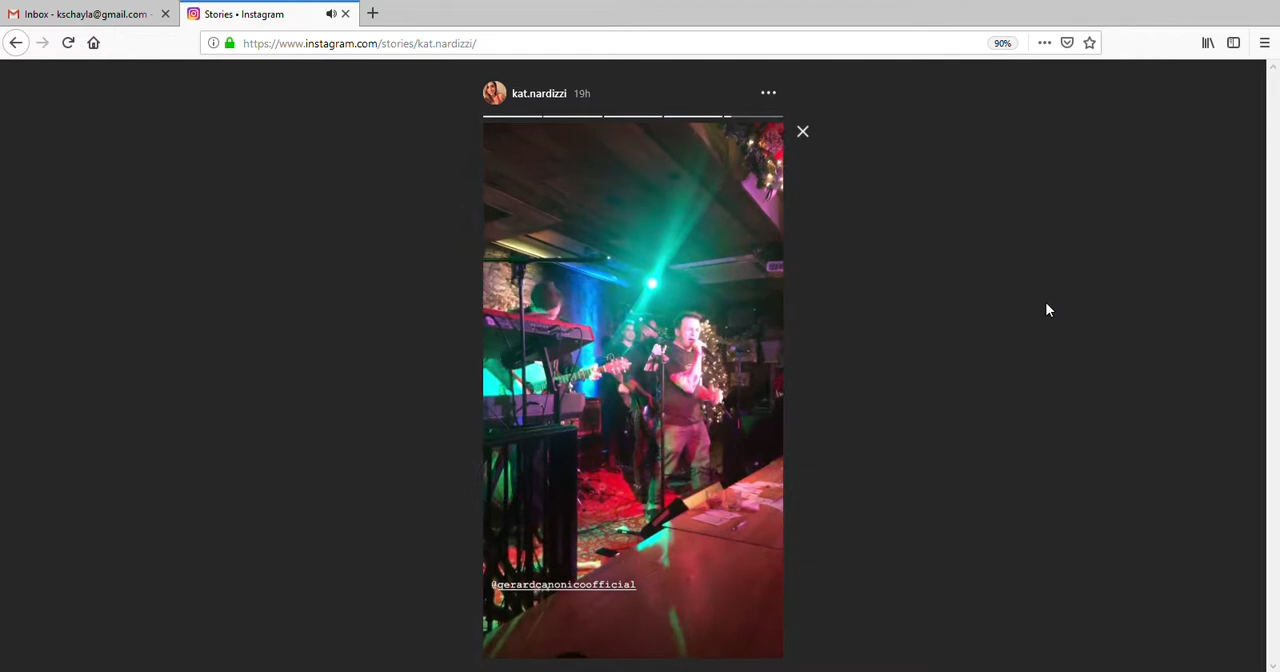 Inbox - kschayla@gmail.com -
Stories • Instagram
https://www.instagram.com/stories/kat.nardizzi/
90%
kat.nardizzi 19h
@gerardcanonicoofficial